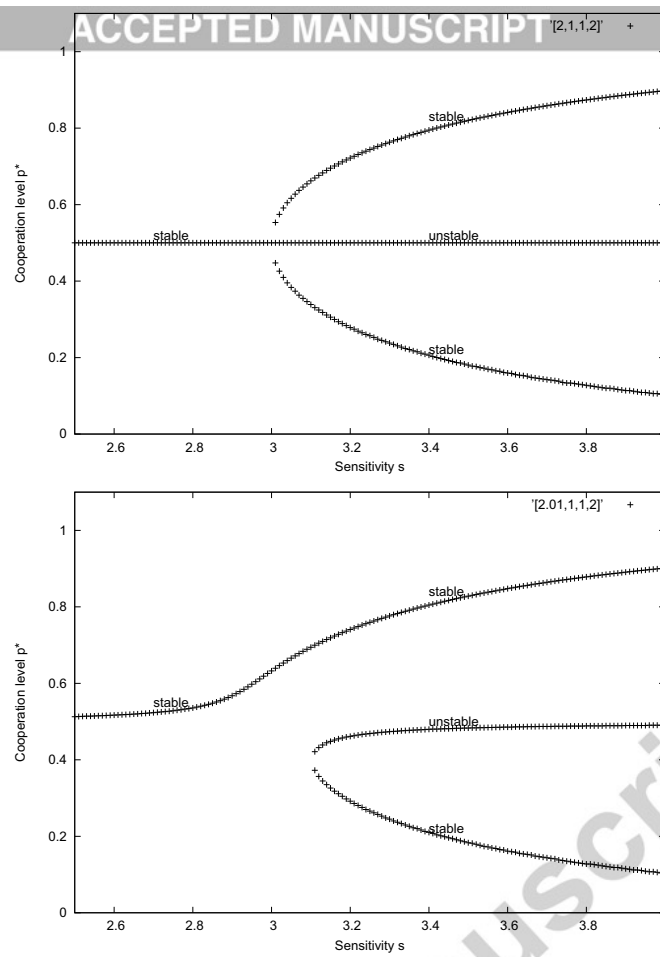 ACCEPTED MANUSCRIPT
'[2,1,1,2]' +
1
0.8
0.6
0.4
0.2
0
Cooperation level p*
stable
stable
unstable
stable
2.6 2.8 3 3.2 3.4 3.6 3.8
Sensitivity s
'[2.01,1,1,2]' +
1
0.8
0.6
0.4
0.2
0
Cooperation level p*
stable
stable
unstable
stable
2.6 2.8 3 3.2 3.4 3.6 3.8
Sensitivity s
uscri